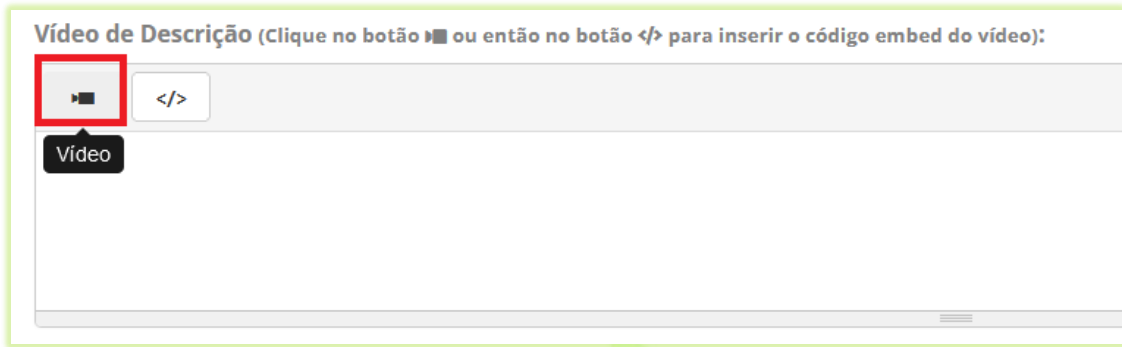 Vídeo de Descrição (Clique no botão ou então no botão </> para inserir o código embed do vídeo):
</>
Vídeo